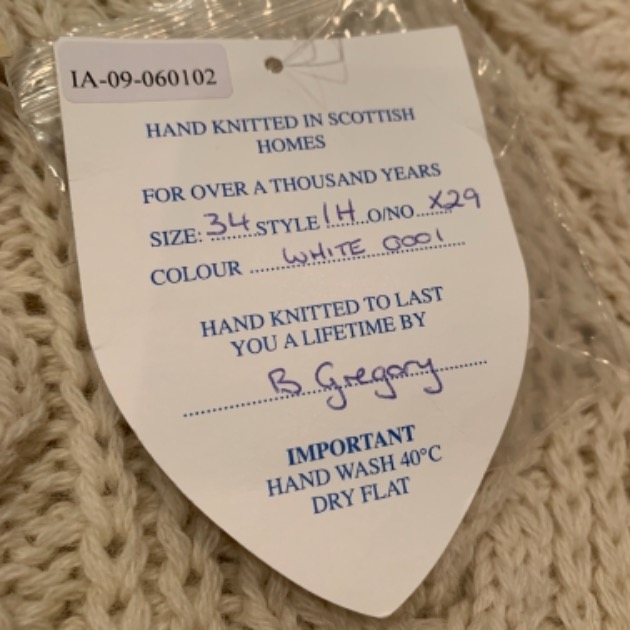 IA-09-060102
HAND KNITTED IN SCOTTISH
HOMES
FOR OVER A THOUSAND YEARS
SIZE: 34 STYLE 1H O/NO X29
COLOUR WHITE 0001
HAND KNITTED TO LAST
YOU A LIFETIME BY
B Gregory
IMPORTANT
HAND WASH 40°C
DRY FLAT